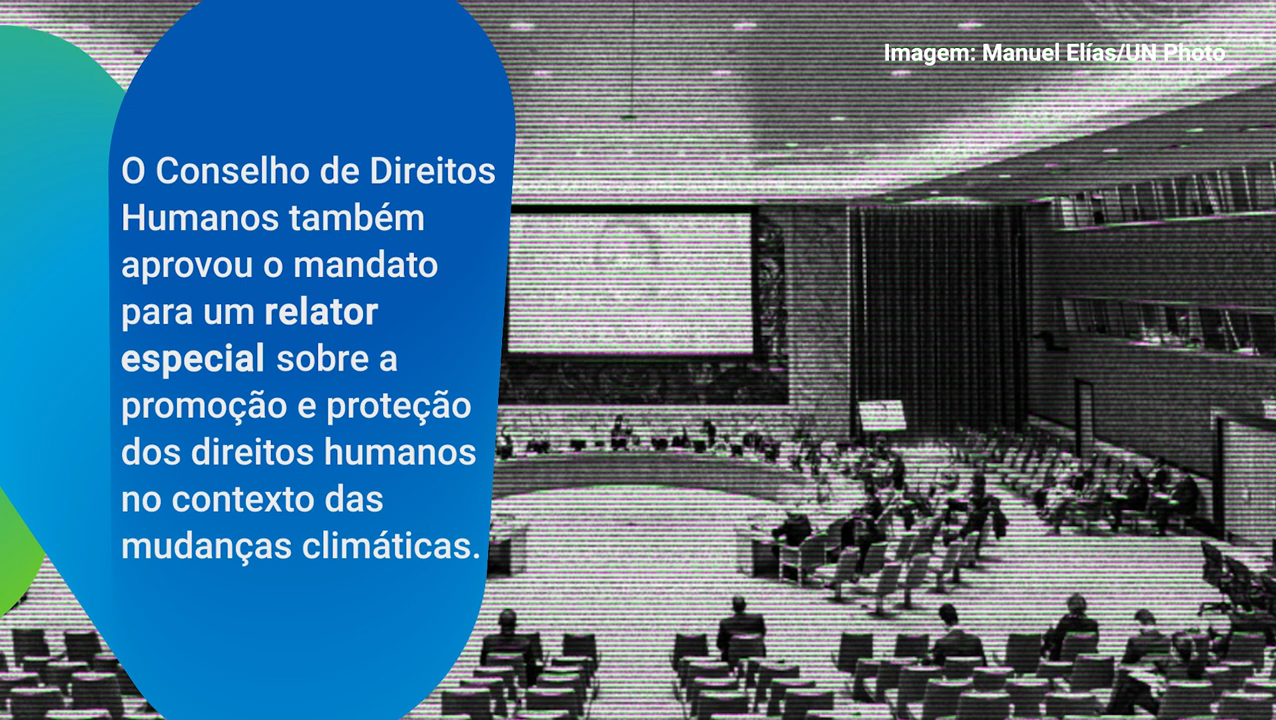 Imagem: Manuel Elías/UN Photo
O Conselho de Direitos
Humanos também
aprovou o mandato
para um relator
especial sobre a
promoção e proteção
dos direitos humanos
no contexto das
mudanças climáticas.